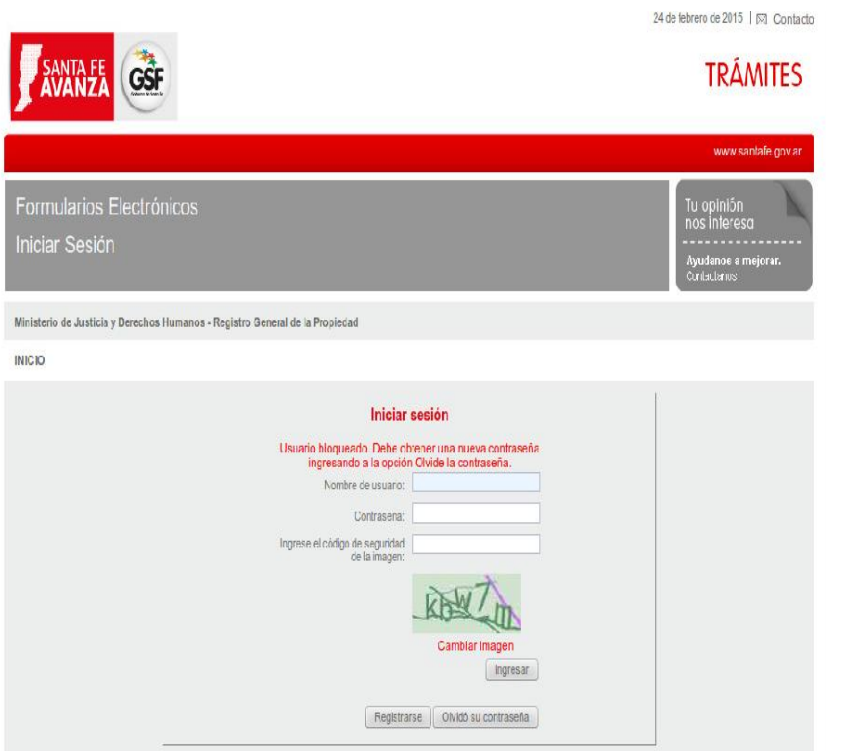 24 de febrero de 2015 | Contacto
SANTA FE
AVANZA
GSF
TRÁMITES
www.santafe.gov.ar
Formularios Electrónicos
Iniciar Sesión
Tu opinión
nos interesa
Ayudanos a mejorar.
Contactanos
Ministerio de Justicia y Derechos Humanos - Registro General de la Propiedad
INICIO
Iniciar sesión
Usuario bloqueado. Debe obtener una nueva contraseña
ingresando a la opción Olvide la contraseña.
Nombre de usuario:
Contraseña:
Ingrese el código de seguridad
de la imagen:
Cambiar imagen
Ingresar
Registrarse
Olvidó su contraseña